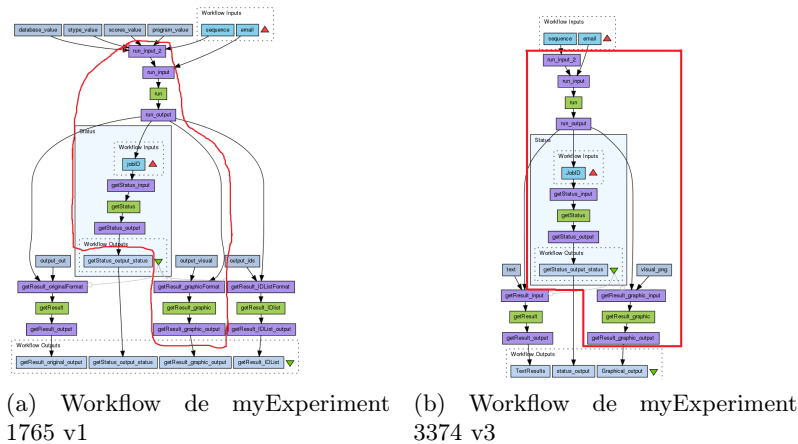 Workflow Inputs
database_value stype_value scores_value program_value sequence email
run_input_2
run_input
run
run_output
Status
Workflow Inputs
jobID
getStatus_input
getStatus
getStatus_output
Workflow Outputs
output_out getStatus_output_status output_visual output_ids
getResult_originalFormat getResult_graphicFormat getResult_IDListFormat
getResult getResult_graphic getResult_IDlist
getResult_output getResult_graphic_output getResult_IDList_output
Workflow Outputs
getResult_original_output getStatus_output_status getResult_graphic_output getResult_IDList
(a) Workflow de myExperiment
1765 v1
Workflow Inputs
sequence email
run_input_2
run_input
run
run_output
Status
Workflow Inputs
JobID
getStatus_input
getStatus
getStatus_output
Workflow Outputs
text getStatus_output_status visual_png
getResult_input getResult_graphic_input
getResult getResult_graphic
getResult_output getResult_graphic_output
Workflow Outputs
TextResults status_output Graphical_output
(b) Workflow de myExperiment
3374 v3